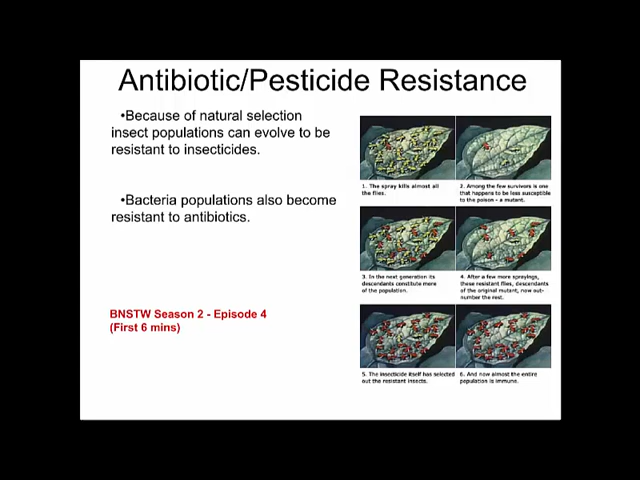 Antibiotic/Pesticide Resistance
•Because of natural selection
insect populations can evolve to be
resistant to insecticides.
•Bacteria populations also become
resistant to antibiotics.
BNSTW Season 2 - Episode 4
(First 6 mins)
1. The spray kills almost all
the flies.
2. Among the few survivors is one
that happens to be less susceptible
to the poison - a mutant.
3. In the next generation its
descendants constitute more
of the population.
4. After a few more sprayings,
these resistant flies, descendants
of the original mutant, now out-
number the rest.
5. The insecticide itself has selected
out the resistant insects.
6. And now almost the entire
population is immune.